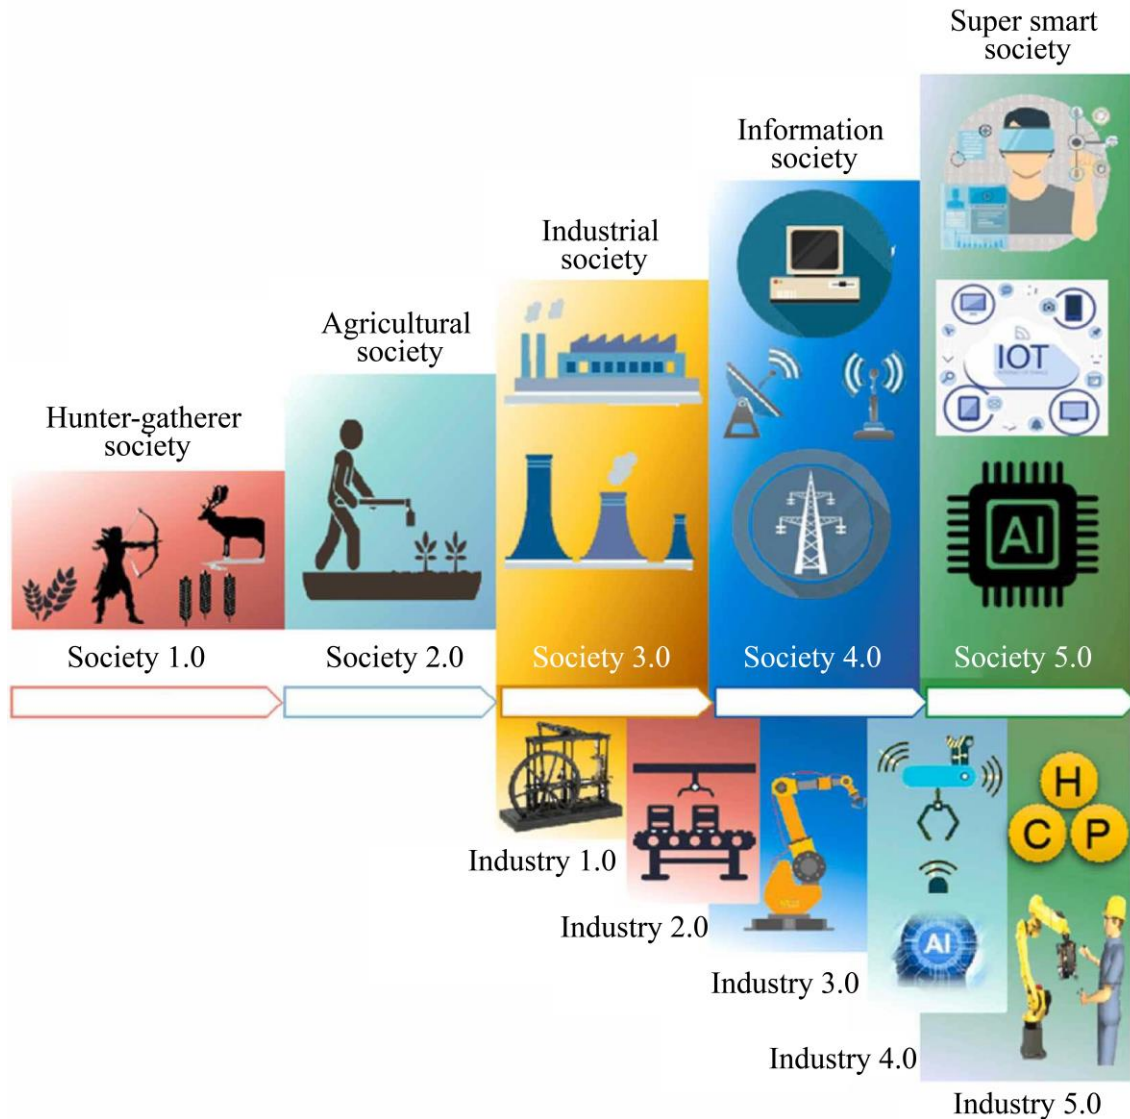 Super smart
society
Information
society
Industrial
society
Agricultural
society
Hunter-gatherer
society
IOT
AI
Society 1.0
Society 2.0
Society 3.0
Society 4.0
Society 5.0
H
C
P
Industry 1.0
Industry 2.0
AI
Industry 3.0
Industry 4.0
Industry 5.0